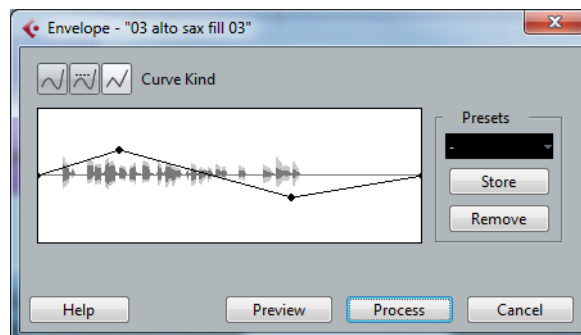 Envelope - "03 alto sax fill 03"
Curve Kind
Presets
-
Store
Remove
Help
Preview
Process
Cancel